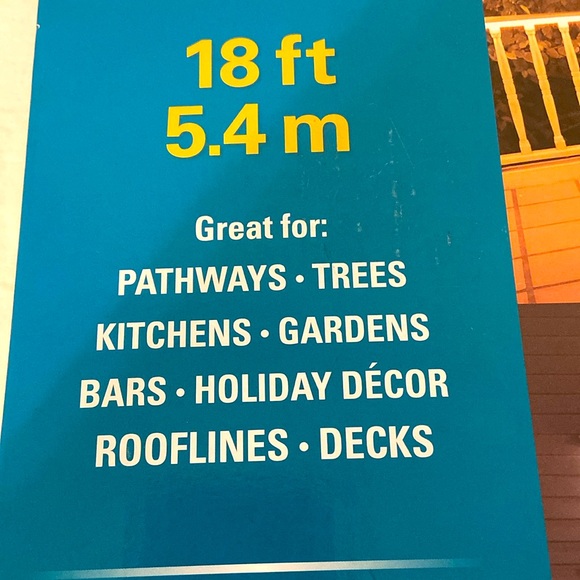 18 ft
5.4 m
Great for:
PATHWAYS • TREES
KITCHENS • GARDENS
BARS • HOLIDAY DÉCOR
ROOFLINES • DECKS